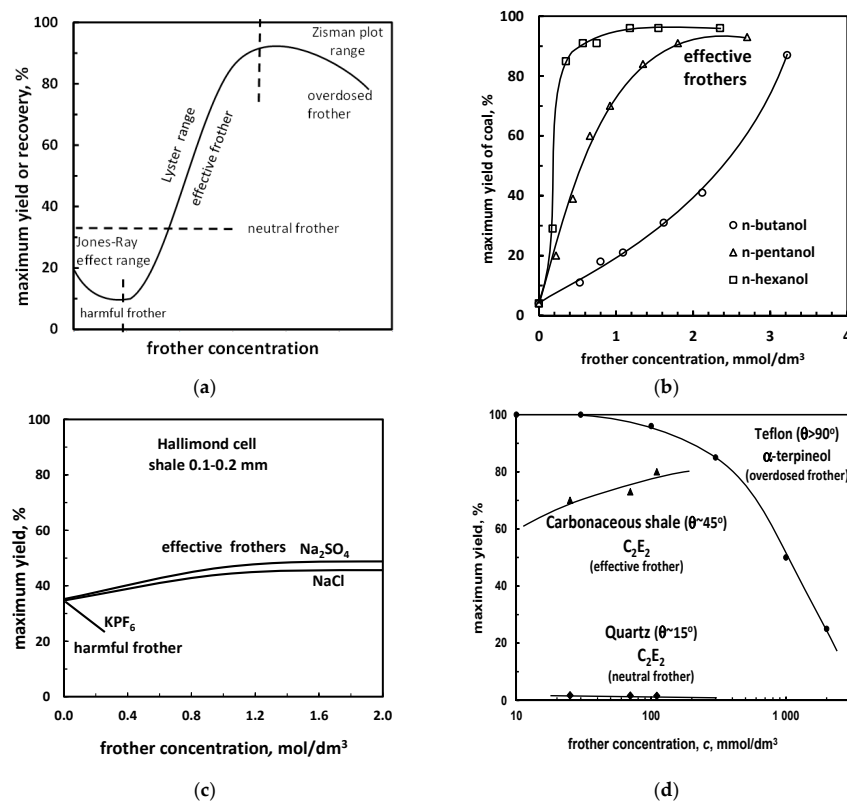 100
80
60
40
20
0
maximum yield or recovery, %
frother concentration
Zisman plot
range
overdosed
frother
Lyster range
effective frother
neutral frother
Jones-Ray
effect range
harmful frother
(a)
100
80
60
40
20
0
maximum yield of coal, %
effective
frothers
n-butanol
n-pentanol
n-hexanol
0 1 2 3 4
frother concentration, mmol/dm³
(b)
100
80
60
40
20
0
maximum yield, %
Hallimond cell
shale 0.1-0.2 mm
effective frothers
Na₂SO₄
NaCl
KPF₆
harmful frother
0.0 0.4 0.8 1.2 1.6 2.0
frother concentration, mol/dm³
(c)
100
80
60
40
20
0
maximum yield, %
Teflon (θ>90°)
α-terpineol
(overdosed frother)
Carbonaceous shale (θ~45°)
C₂E₂
(effective frother)
Quartz (θ~15°)
C₂E₂
(neutral frother)
10 100 1 000
frother concentration, c, mmol/dm³
(d)